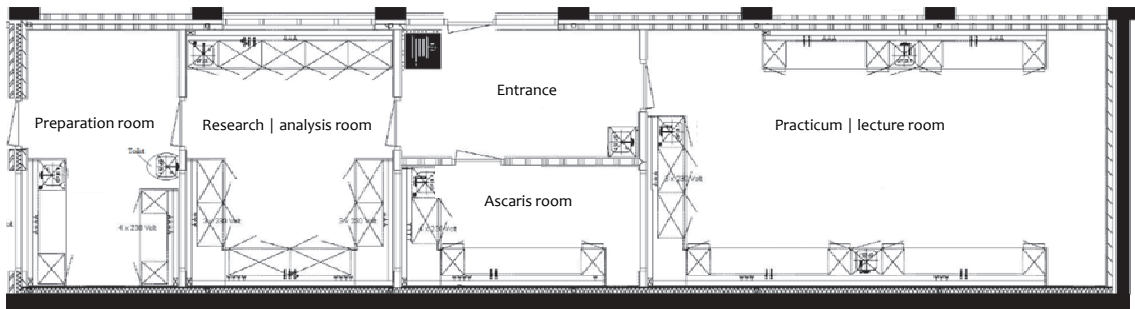 Entrance
Preparation room
Research | analysis room
Practicum | lecture room
Toilet
Ascaris room
4 x 230 Volt